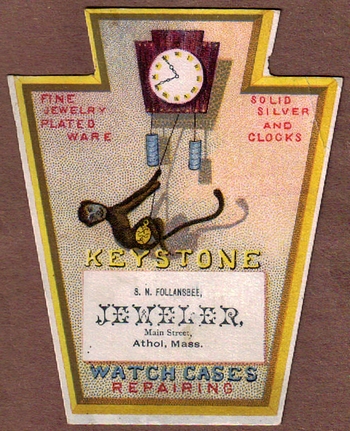 FINE
JEWELRY
PLATED
WARE
SOLID
SILVER
AND
CLOCKS
KEYSTONE
S. N. FOLLANSBEE,
JEWELER,
Main Street,
Athol, Mass.
WATCH CASES
REPAIRING